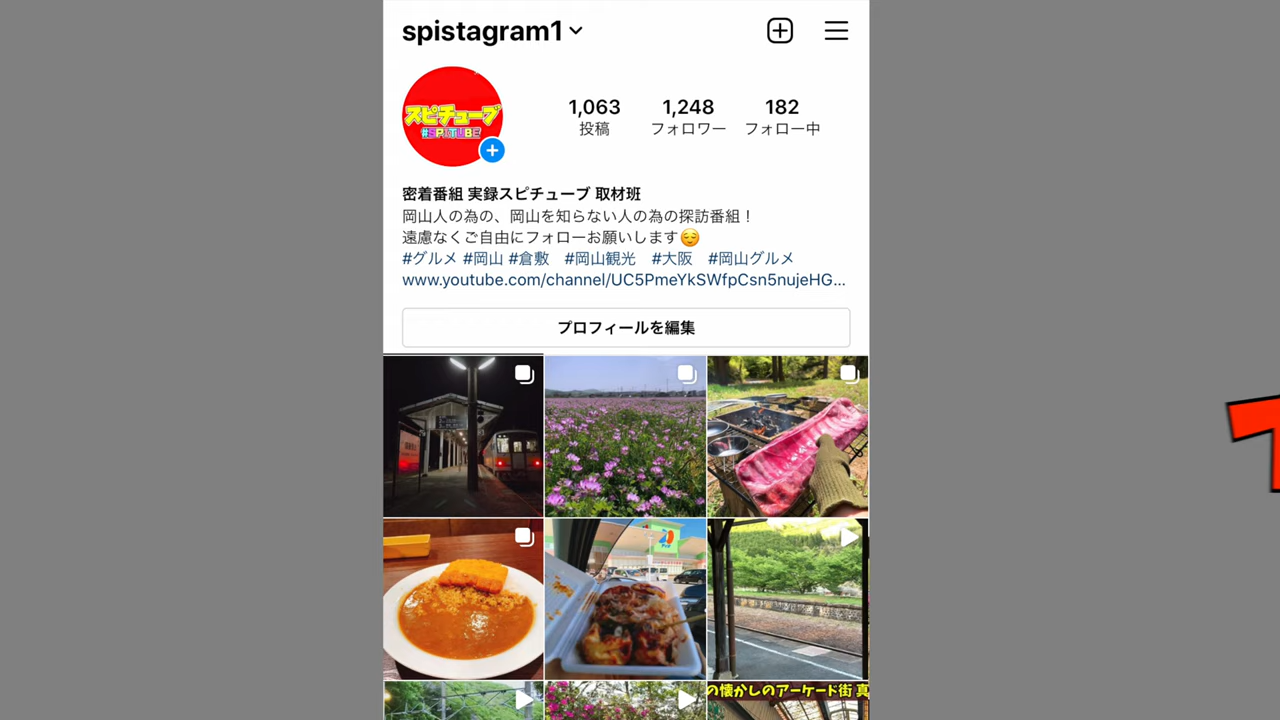 spistagram1
スピチューブ
#SPITUBE
1,063
1,248
182
投稿
フォロワー
フォロー中
密着番組 実録スピチューブ 取材班
岡山人の為の、岡山を知らない人の為の探訪番組！
遠慮なくご自由にフォローお願いします😌
#グルメ #岡山 #倉敷　#岡山観光　#大阪　#岡山グルメ
www.youtube.com/channel/UC5PmeYkSWfpCsn5nujeHG...
プロフィールを編集
の懐かしのアーケード街 真